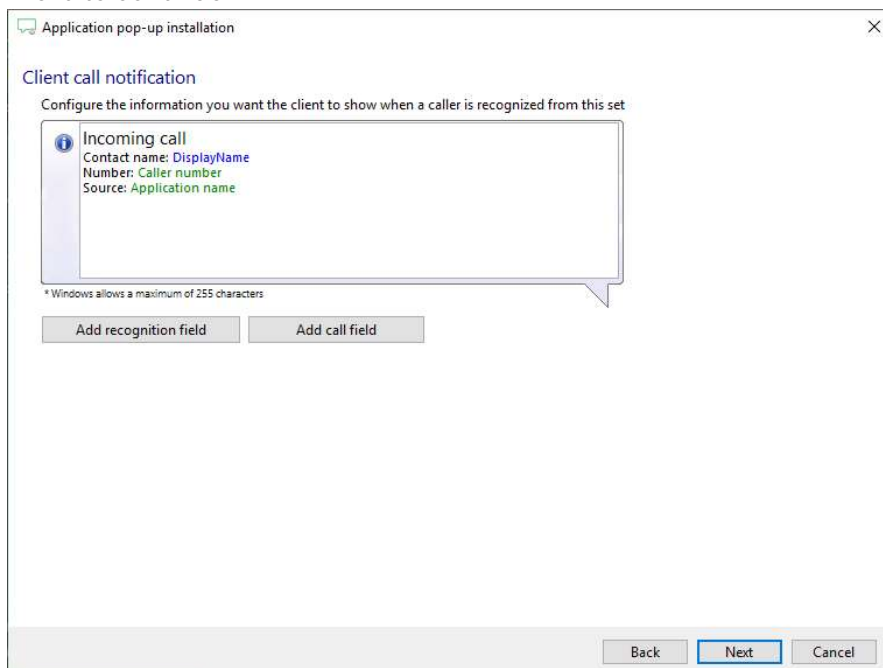 Application pop-up installation
Client call notification
Configure the information you want the client to show when a caller is recognized from this set
Incoming call
Contact name: DisplayName
Number: Caller number
Source: Application name
* Windows allows a maximum of 255 characters
Add recognition field
Add call field
Back
Next
Cancel